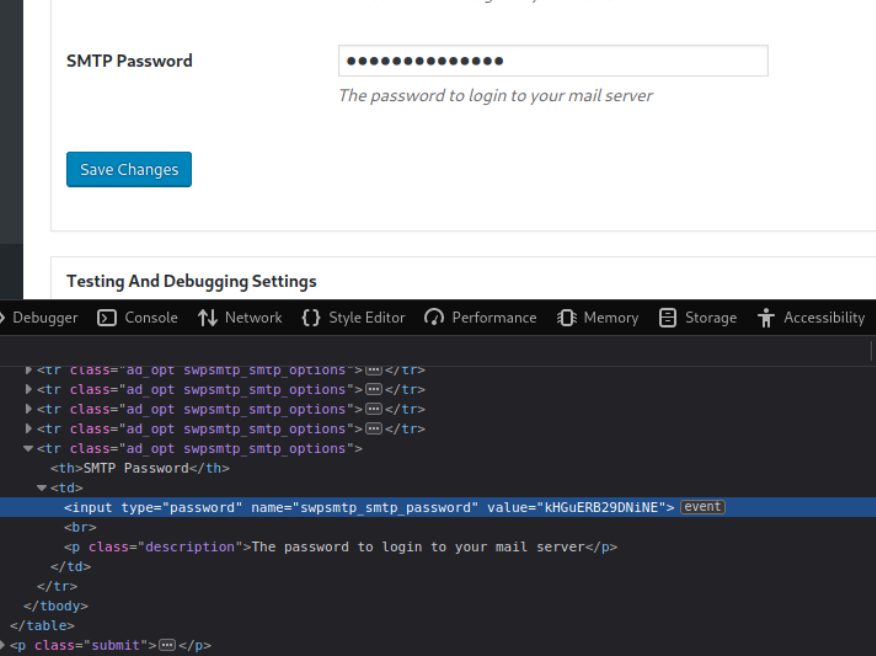 SMTP Password
●●●●●●●●●●●●●●
The password to login to your mail server
Save Changes
Testing And Debugging Settings
Debugger Console Network {} Style Editor Performance Memory Storage Accessibility
<tr class="ad_opt swpsmtp_smtp_options">…</tr>
<tr class="ad_opt swpsmtp_smtp_options">…</tr>
<tr class="ad_opt swpsmtp_smtp_options">…</tr>
<tr class="ad_opt swpsmtp_smtp_options">…</tr>
<tr class="ad_opt swpsmtp_smtp_options">
<th>SMTP Password</th>
<td>
<input type="password" name="swpsmtp_smtp_password" value="kHGuERB29DNiNE"> event
<br>
<p class="description">The password to login to your mail server</p>
</td>
</tr>
</tbody>
</table>
<p class="submit">…</p>